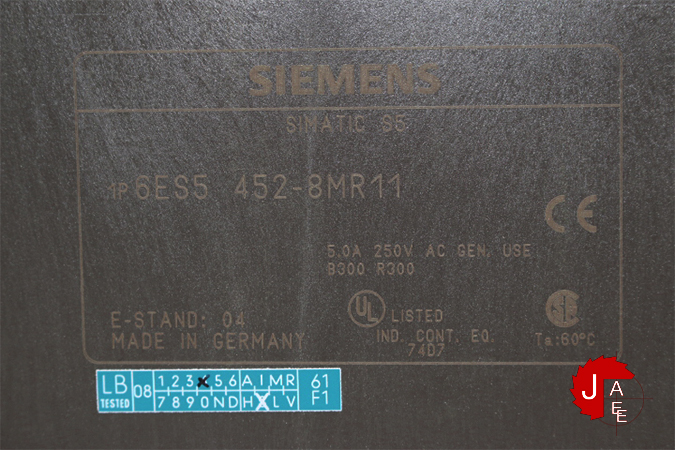 SIEMENS
SIMATIC S5
1P 6ES5 452-8MR11
CE
5.0A 250V AC GEN. USE
B300 R300
E-STAND: 04
MADE IN GERMANY
UL LISTED
IND. CONT. EQ.
74D7
Ta:60°C
LB TESTED 08
1 2 3 5 6 A I M R
7 8 9 0 N D H L V
61
F1
J A E E